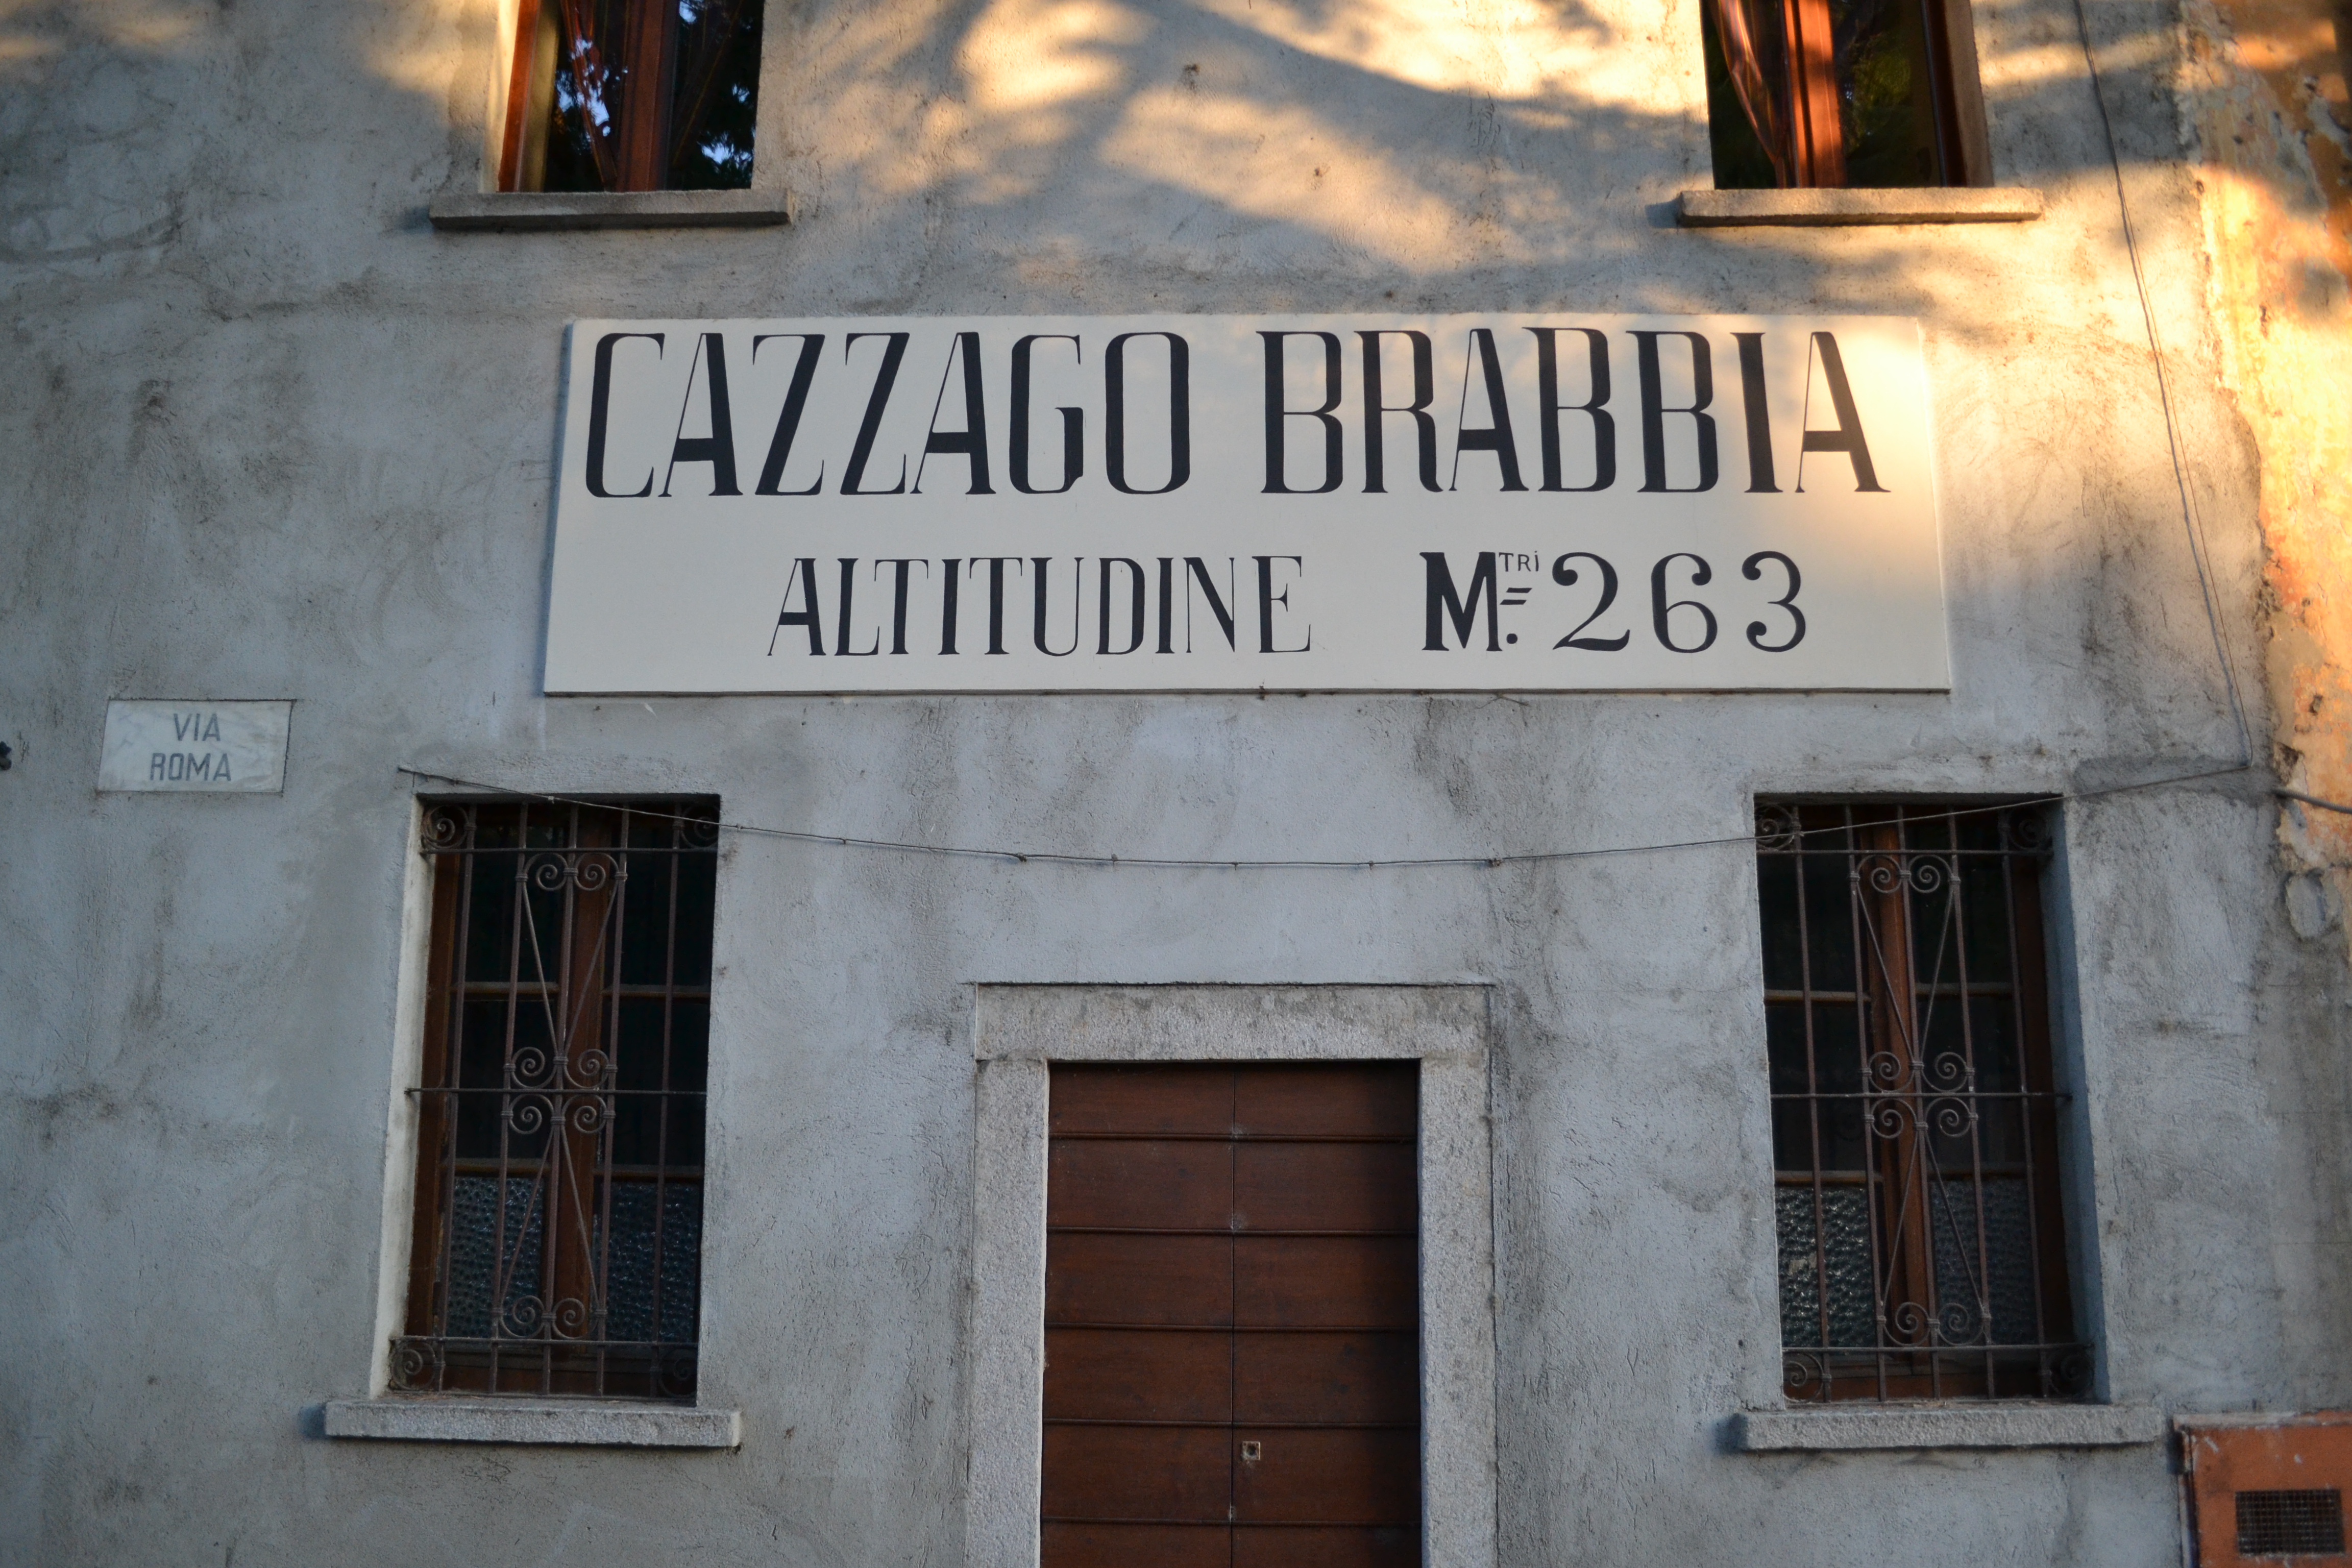 CAZZAGO BRABBIA
ALTITUDINE Mᵗʳⁱ. 263
VIA
ROMA